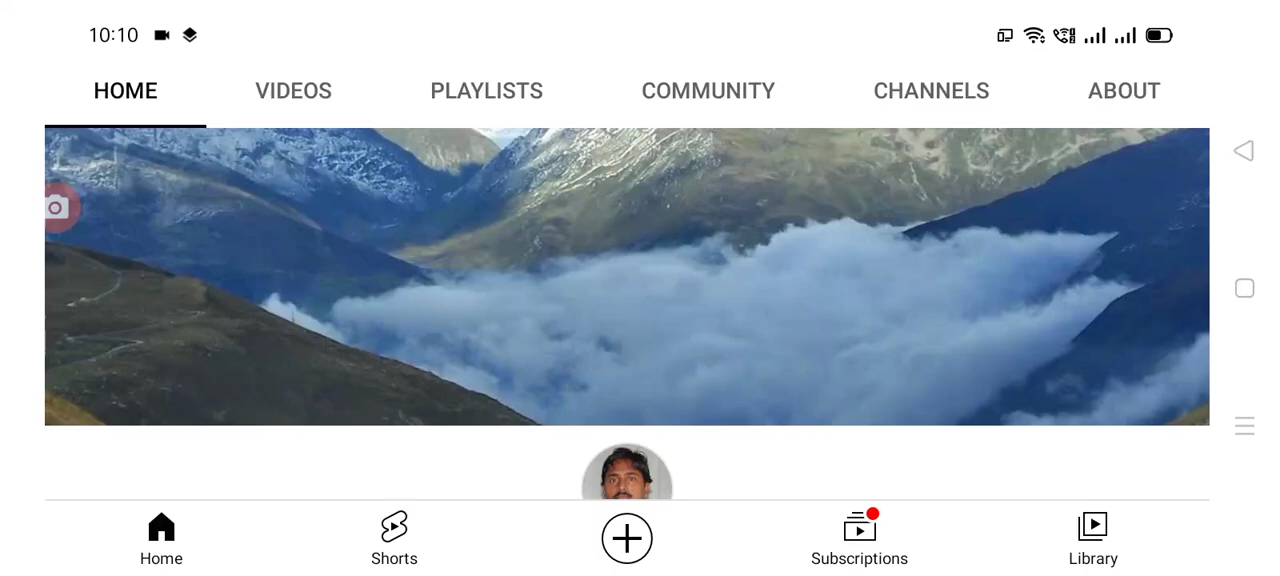 10:10
HOME VIDEOS PLAYLISTS COMMUNITY CHANNELS ABOUT
Home Shorts Subscriptions Library